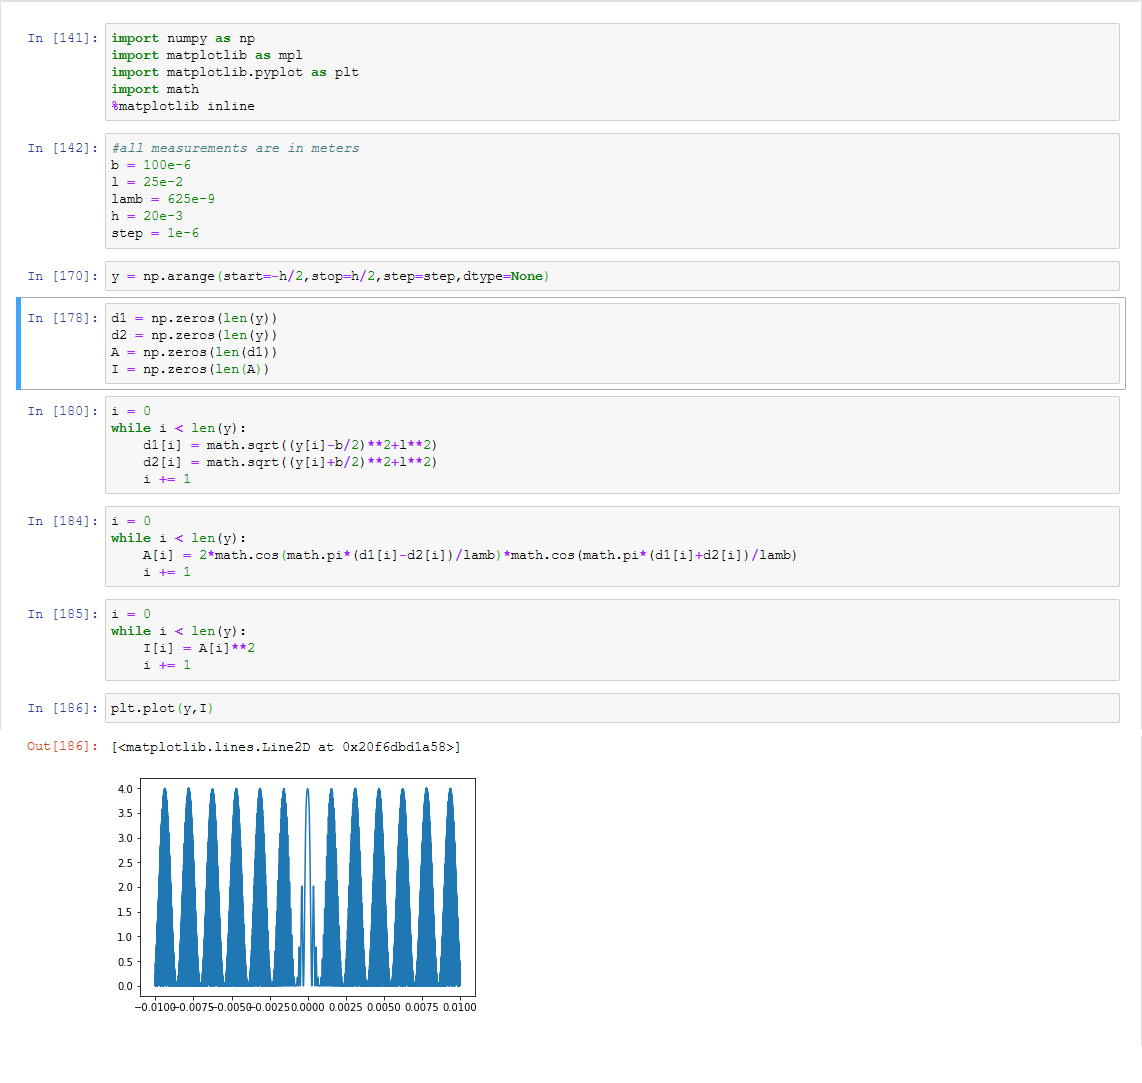 In [141]: import numpy as np
import matplotlib as mpl
import matplotlib.pyplot as plt
import math
%matplotlib inline
In [142]: #all measurements are in meters
b = 100e-6
l = 25e-2
lamb = 625e-9
h = 20e-3
step = 1e-6
In [170]: y = np.arange(start=-h/2,stop=h/2,step=step,dtype=None)
In [178]: d1 = np.zeros(len(y))
d2 = np.zeros(len(y))
A = np.zeros(len(d1))
I = np.zeros(len(A))
In [180]: i = 0
while i < len(y):
    d1[i] = math.sqrt((y[i]-b/2)**2+l**2)
    d2[i] = math.sqrt((y[i]+b/2)**2+l**2)
    i += 1
In [184]: i = 0
while i < len(y):
    A[i] = 2*math.cos(math.pi*(d1[i]-d2[i])/lamb)*math.cos(math.pi*(d1[i]+d2[i])/lamb)
    i += 1
In [185]: i = 0
while i < len(y):
    I[i] = A[i]**2
    i += 1
In [186]: plt.plot(y,I)
Out[186]: [<matplotlib.lines.Line2D at 0x20f6dbd1a58>]
4.0
3.5
3.0
2.5
2.0
1.5
1.0
0.5
0.0
−0.0100 −0.0075 −0.0050 −0.0025 0.0000 0.0025 0.0050 0.0075 0.0100